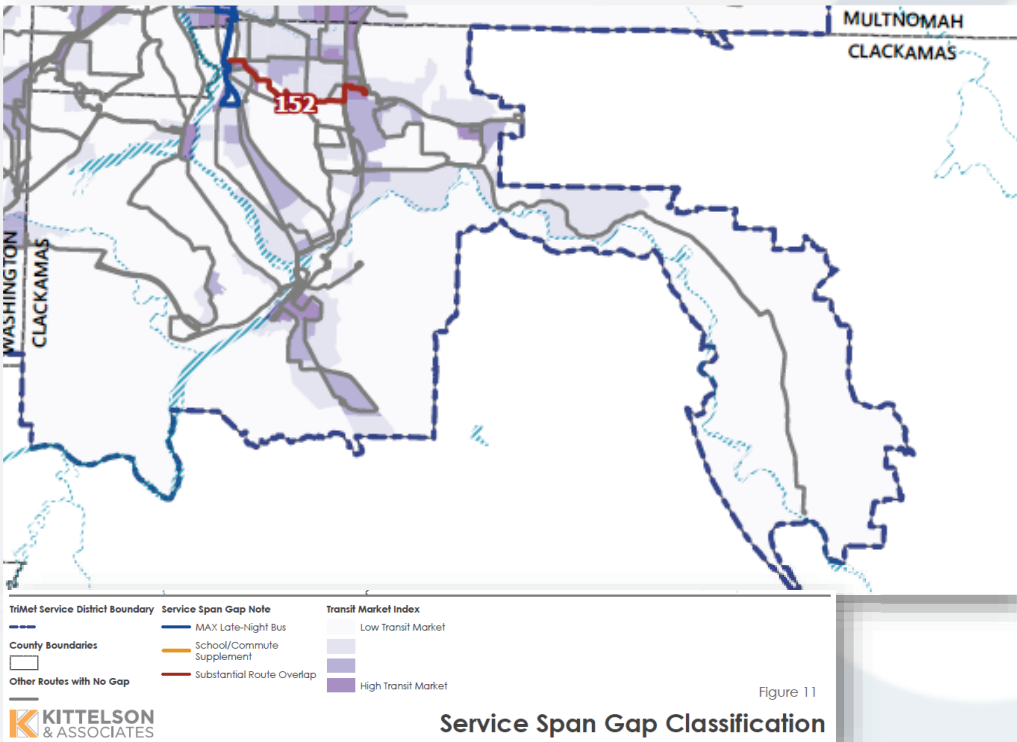 MULTNOMAH
CLACKAMAS
152
WASHINGTON
CLACKAMAS
TriMet Service District Boundary
County Boundaries
Other Routes with No Gap
Service Span Gap Note
MAX Late-Night Bus
School/Commute
Supplement
Substantial Route Overlap
Transit Market Index
Low Transit Market
High Transit Market
Figure 11
KITTELSON
& ASSOCIATES
Service Span Gap Classification